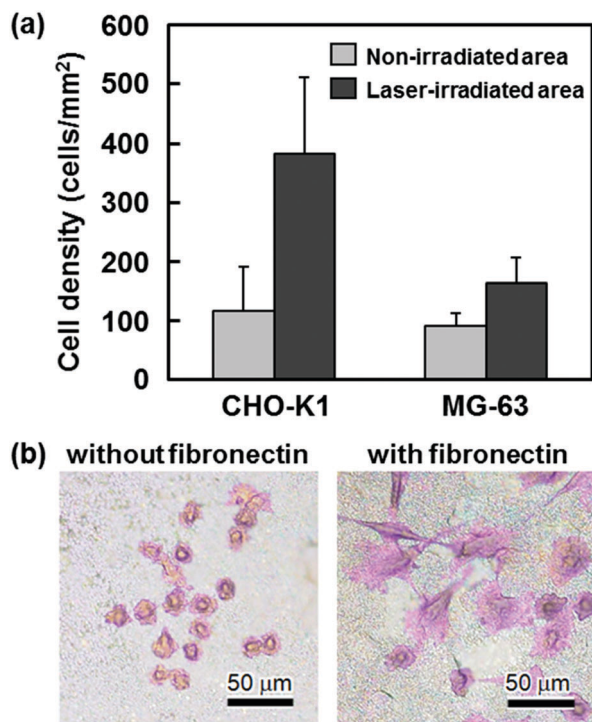 (a)
600
500
400
300
200
100
0
Cell density (cells/mm²)
Non-irradiated area
Laser-irradiated area
CHO-K1
MG-63
(b)
without fibronectin
with fibronectin
50 μm
50 μm